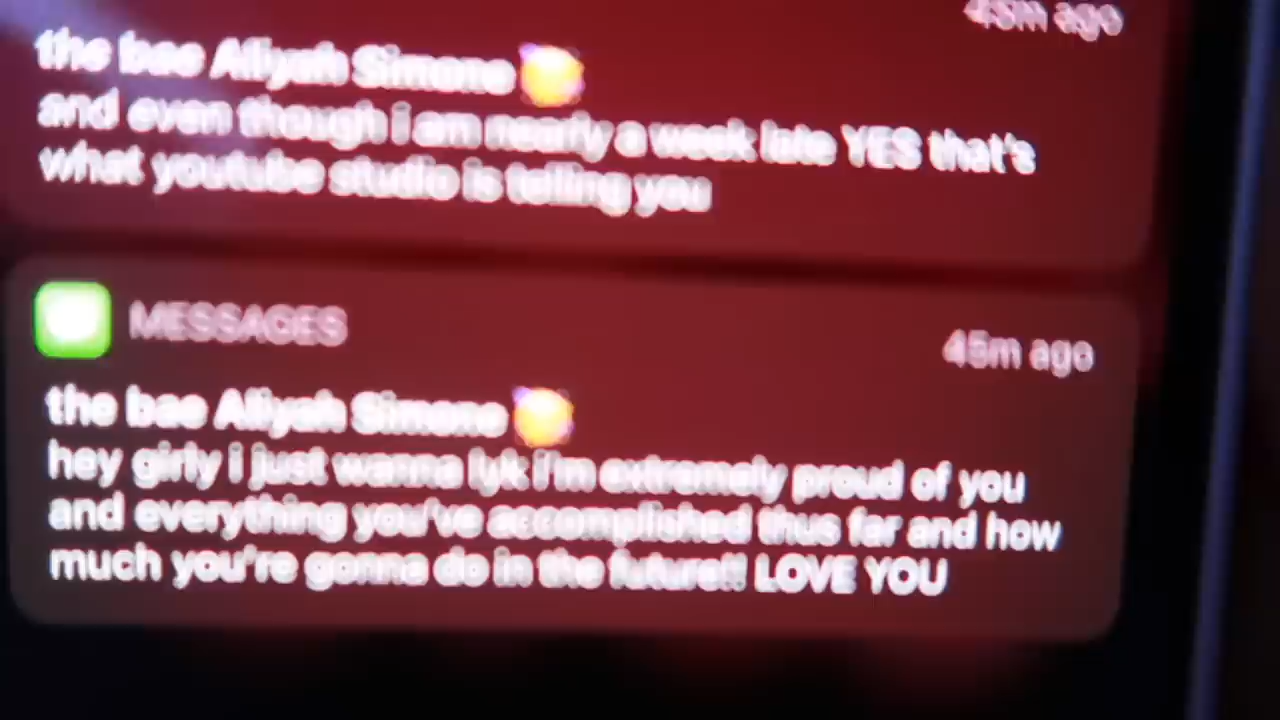 45m ago
the bae Aliyah Simone
and even though i am nearly a week late YES that's
what youtube studio is telling you
MESSAGES
45m ago
the bae Aliyah Simone
hey girly i just wanna lyk i'm extremely proud of you
and everything you've accomplished thus far and how
much you're gonna do in the future!! LOVE YOU